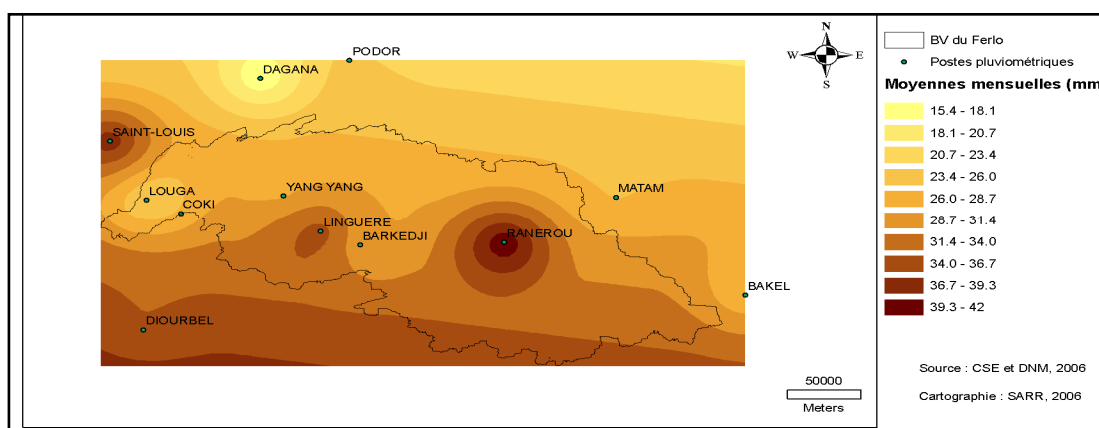 PODOR
DAGANA
SAINT-LOUIS
LOUGA
COKI
YANG YANG
LINGUERE
BARKEDJI
RANEROU
MATAM
BAKEL
DIOURBEL
N
W
E
S
50000
Meters
BV du Ferlo
Postes pluviométriques
Moyennes mensuelles (mm
15.4 - 18.1
18.1 - 20.7
20.7 - 23.4
23.4 - 26.0
26.0 - 28.7
28.7 - 31.4
31.4 - 34.0
34.0 - 36.7
36.7 - 39.3
39.3 - 42
Source : CSE et DNM, 2006
Cartographie : SARR, 2006